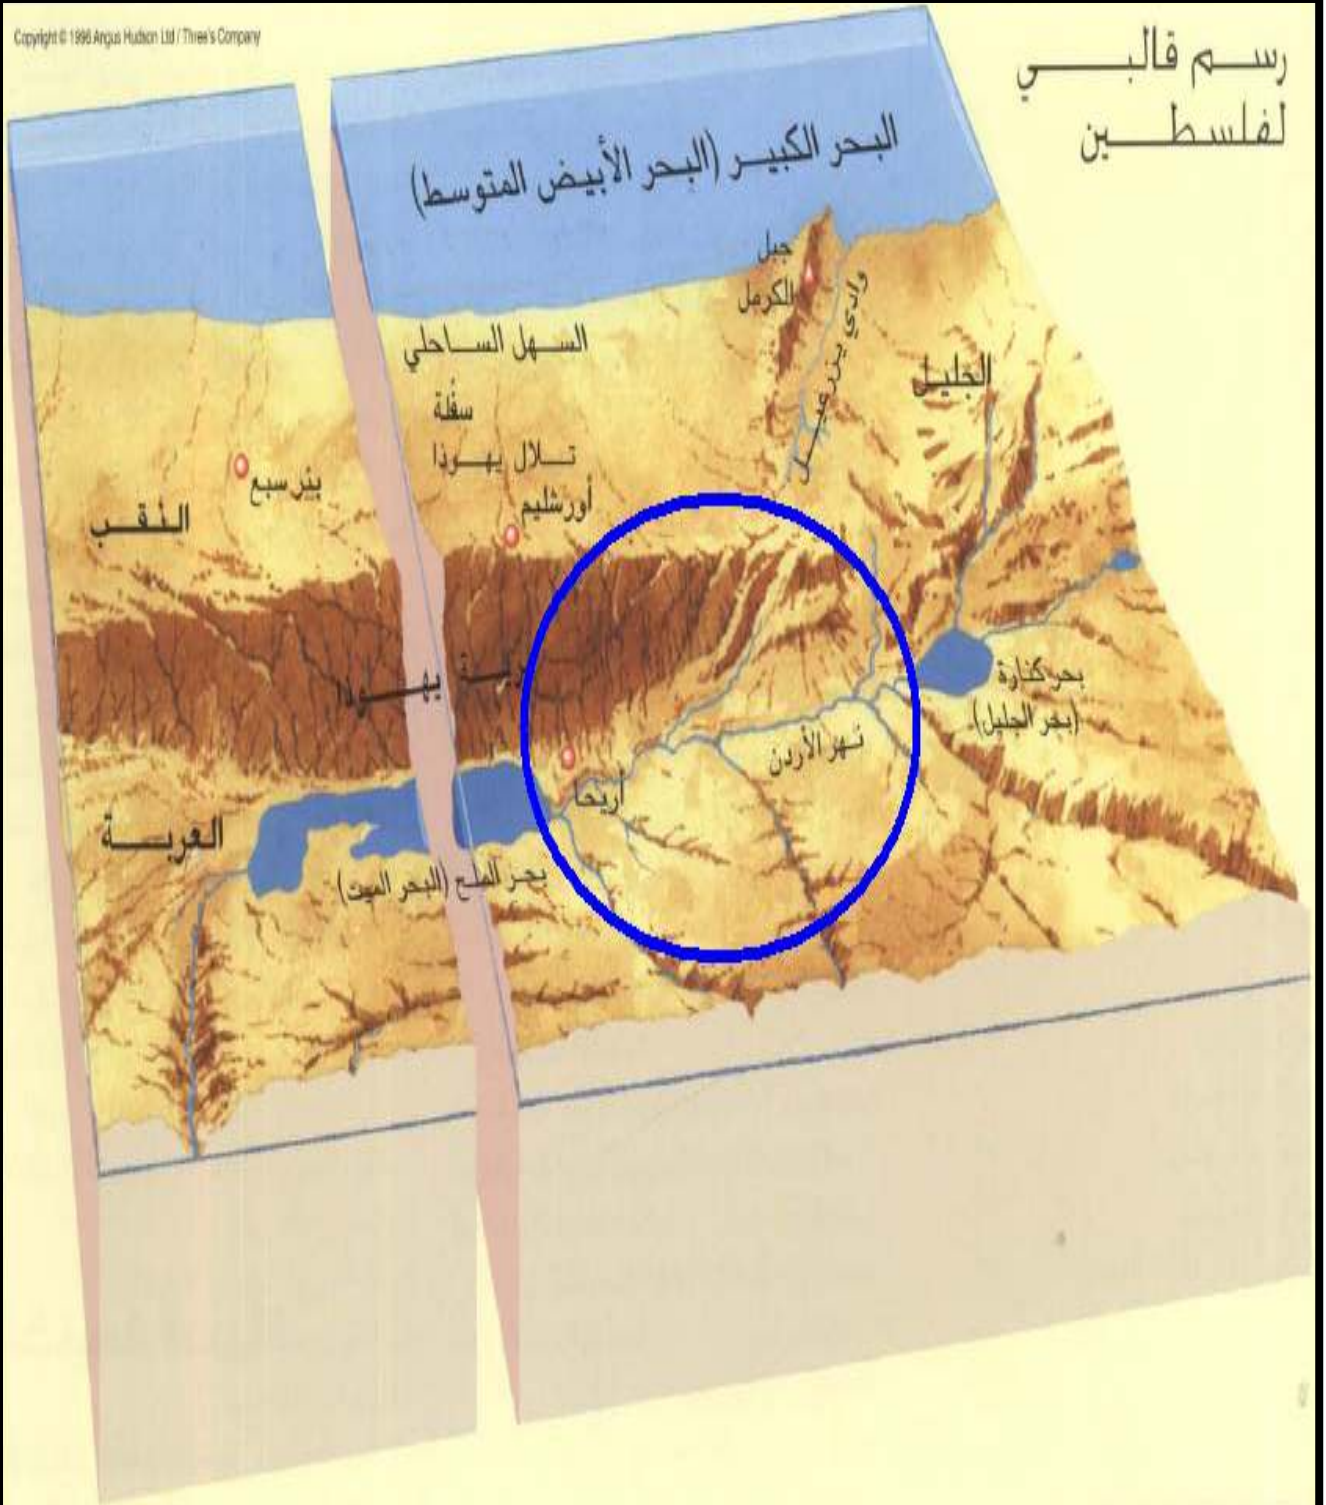 Copyright © 1996 Angus Hudson Ltd / Three's Company
رسم قالبي
لفلسطين
البحر الكبير (البحر الأبيض المتوسط)
جبل
الكرمل
وادي يزرعيل
السهل الساحلي
الجليل
سفلة
تلال يهوذا
بئر سبع
أورشليم
النقب
برية يهوذا
بحر كنارة
(بحر الجليل)
نهر الأردن
أريحا
العربة
بحر الملح (البحر الميت)